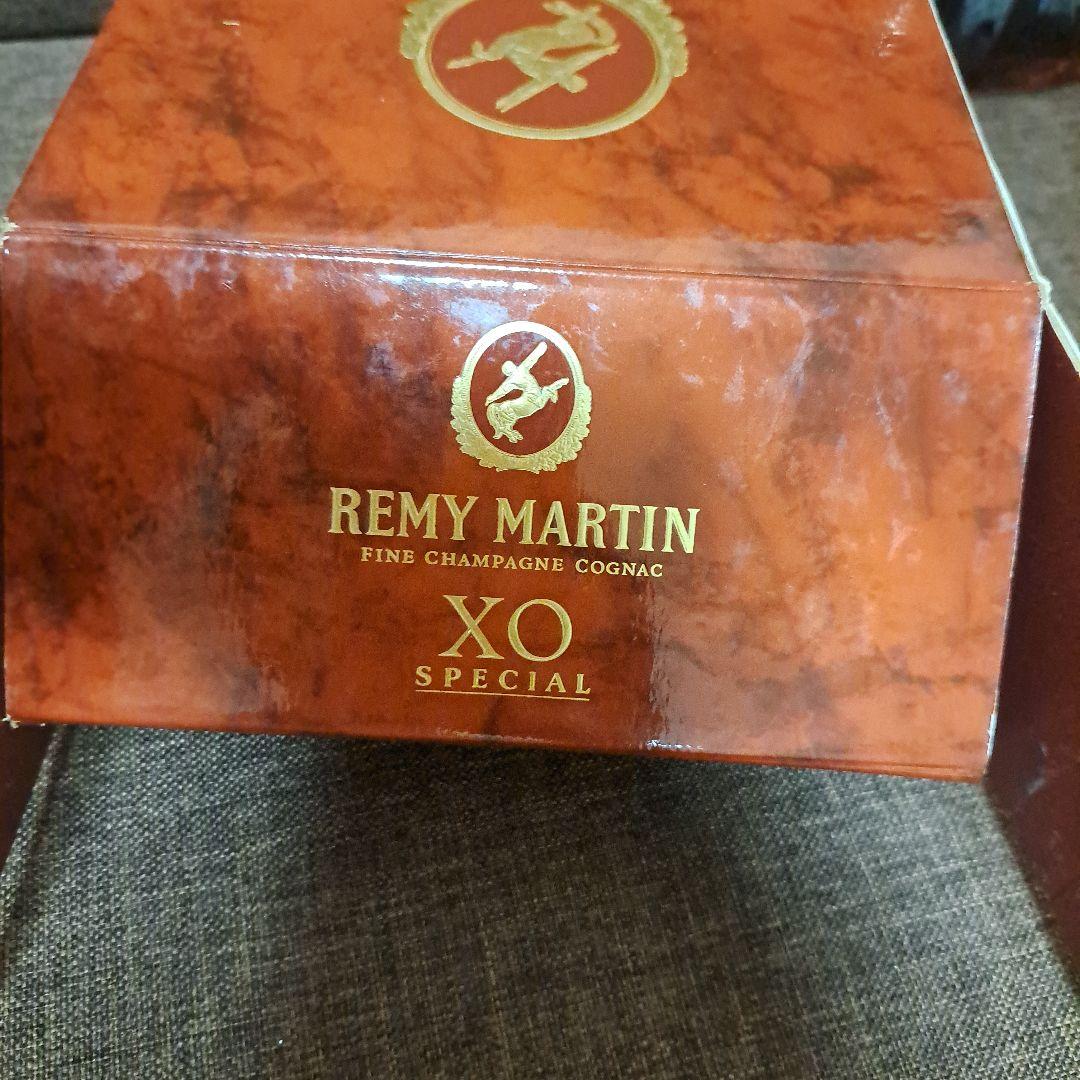 REMY MARTIN
FINE CHAMPAGNE COGNAC
XO
SPECIAL